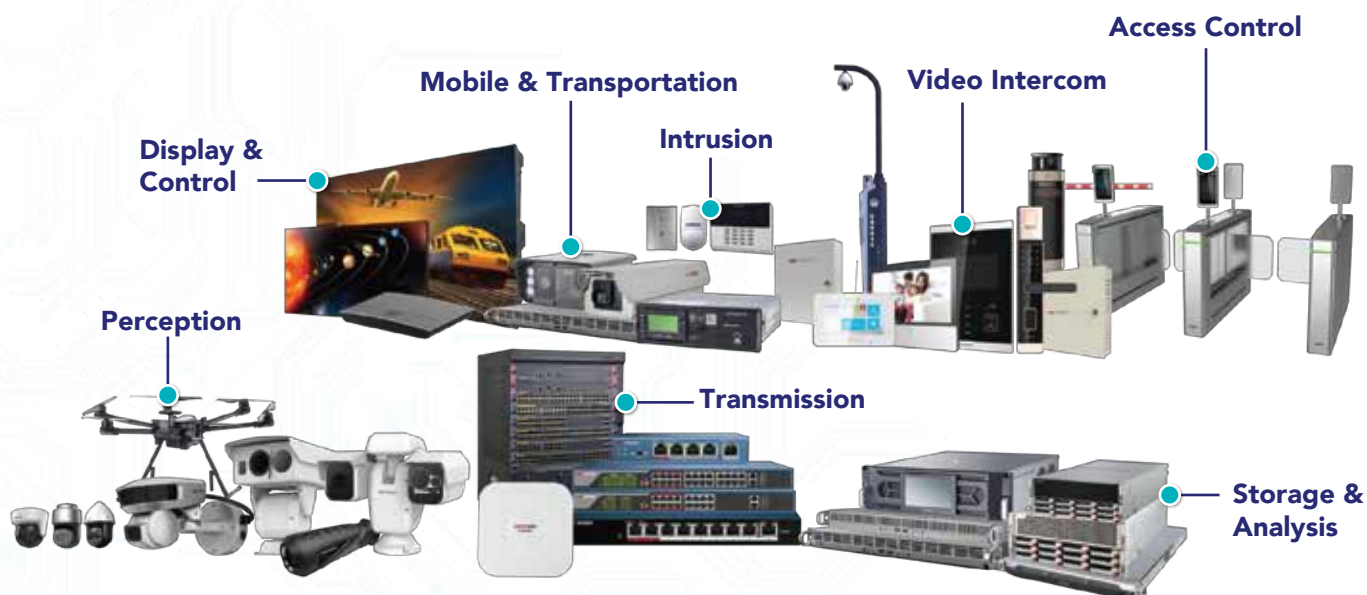 Access Control
Mobile & Transportation
Video Intercom
Intrusion
Display &
Control
Perception
Transmission
Storage &
Analysis